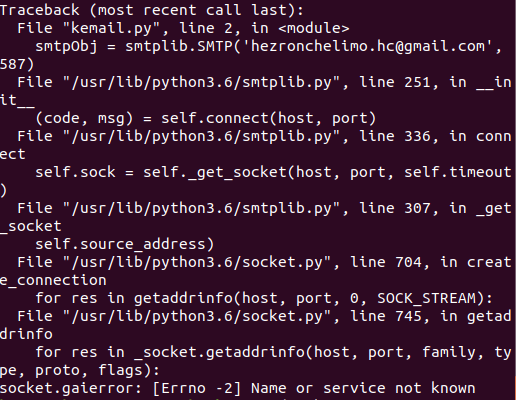 Traceback (most recent call last):
  File "kemail.py", line 2, in <module>
    smtpObj = smtplib.SMTP('hezronchelimo.hc@gmail.com',
587)
  File "/usr/lib/python3.6/smtplib.py", line 251, in __in
it__
    (code, msg) = self.connect(host, port)
  File "/usr/lib/python3.6/smtplib.py", line 336, in conn
ect
    self.sock = self._get_socket(host, port, self.timeout
)
  File "/usr/lib/python3.6/smtplib.py", line 307, in _get
_socket
    self.source_address)
  File "/usr/lib/python3.6/socket.py", line 704, in creat
e_connection
    for res in getaddrinfo(host, port, 0, SOCK_STREAM):
  File "/usr/lib/python3.6/socket.py", line 745, in getad
drinfo
    for res in _socket.getaddrinfo(host, port, family, ty
pe, proto, flags):
socket.gaierror: [Errno -2] Name or service not known